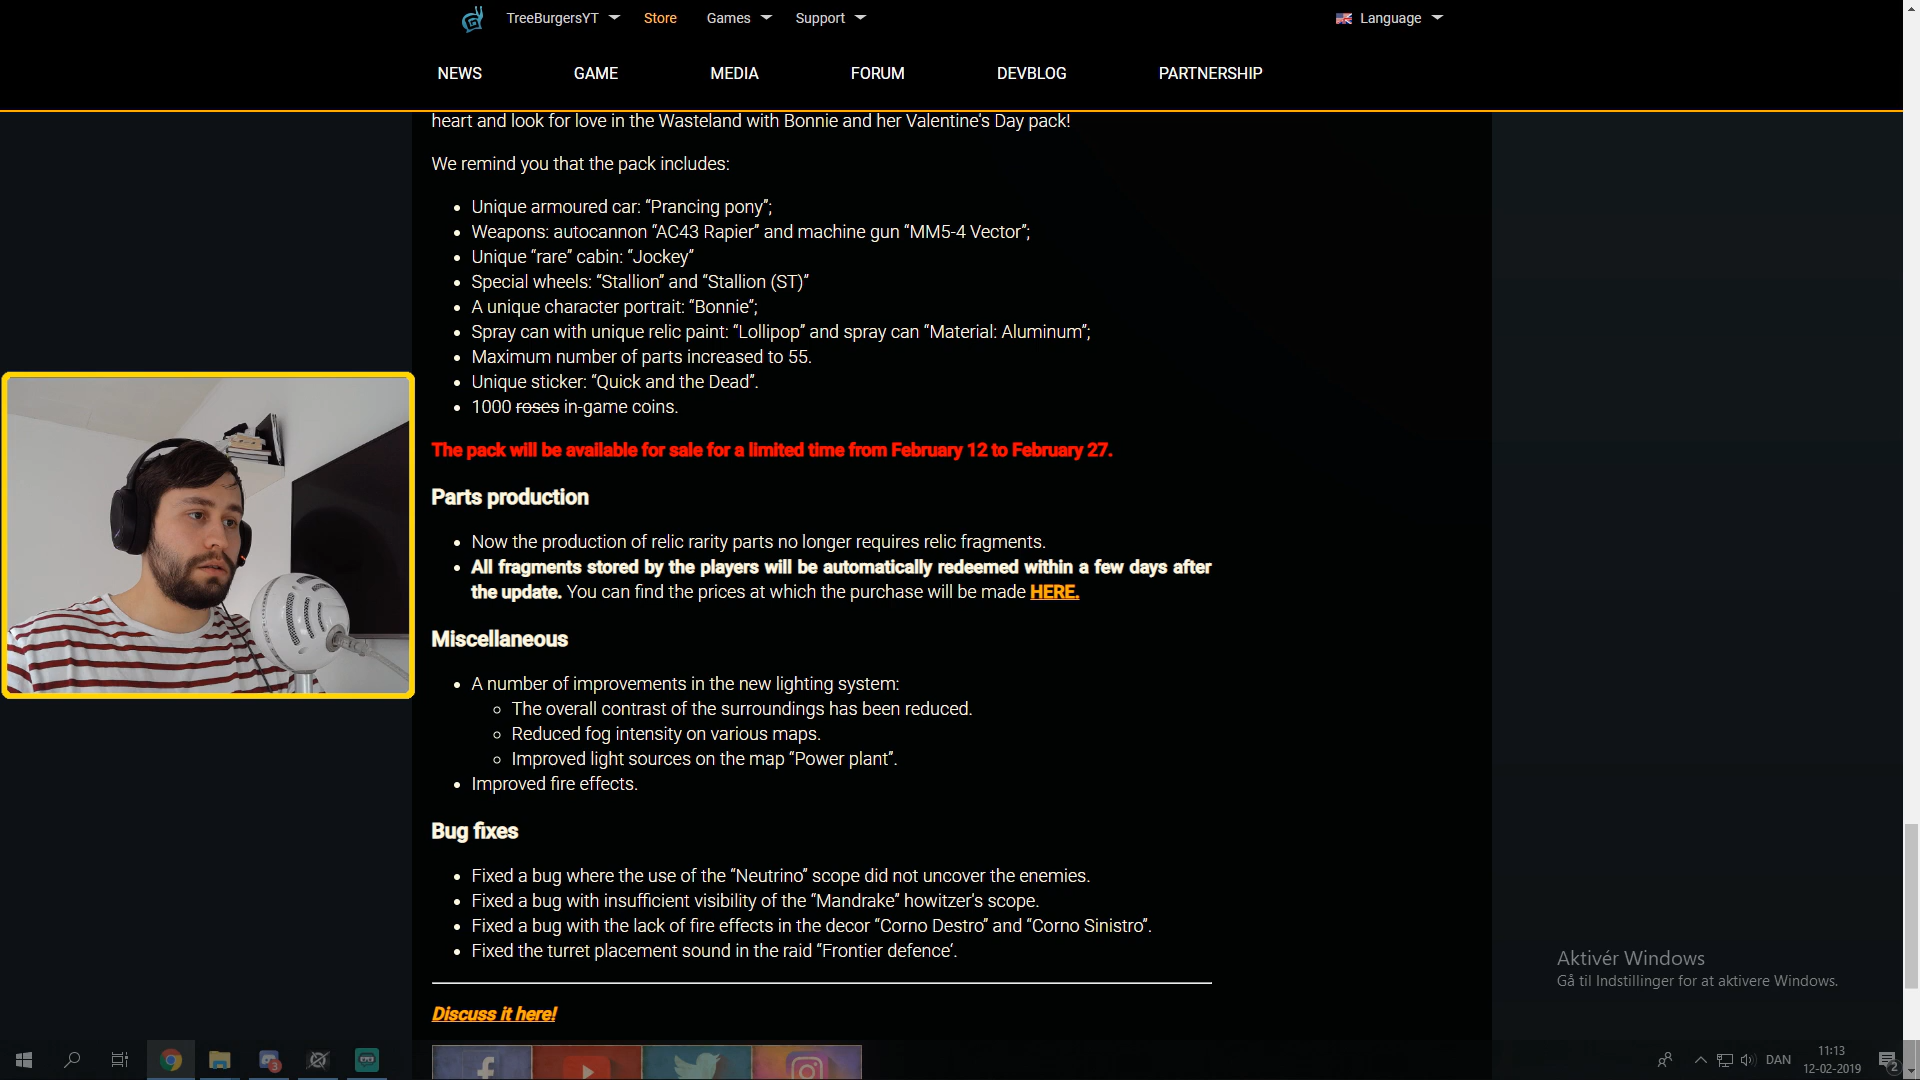 TreeBurgersYT Store Games Support Language
NEWS GAME MEDIA FORUM DEVBLOG PARTNERSHIP
heart and look for love in the Wasteland with Bonnie and her Valentine's Day pack!
We remind you that the pack includes:
Unique armoured car: “Prancing pony”;
Weapons: autocannon “AC43 Rapier” and machine gun “MM5-4 Vector”;
Unique “rare” cabin: “Jockey”
Special wheels: “Stallion” and “Stallion (ST)”
A unique character portrait: “Bonnie”;
Spray can with unique relic paint: “Lollipop” and spray can “Material: Aluminum”;
Maximum number of parts increased to 55.
Unique sticker: “Quick and the Dead”.
1000 roses in-game coins.
The pack will be available for sale for a limited time from February 12 to February 27.
Parts production
Now the production of relic rarity parts no longer requires relic fragments.
All fragments stored by the players will be automatically redeemed within a few days after
the update. You can find the prices at which the purchase will be made HERE.
Miscellaneous
A number of improvements in the new lighting system:
The overall contrast of the surroundings has been reduced.
Reduced fog intensity on various maps.
Improved light sources on the map “Power plant”.
Improved fire effects.
Bug fixes
Fixed a bug where the use of the “Neutrino” scope did not uncover the enemies.
Fixed a bug with insufficient visibility of the “Mandrake” howitzer's scope.
Fixed a bug with the lack of fire effects in the decor “Corno Destro” and “Corno Sinistro”.
Fixed the turret placement sound in the raid “Frontier defence‘.
Aktivér Windows
Gå til Indstillinger for at aktivere Windows.
Discuss it here!
3
DAN
11:13
12-02-2019
2